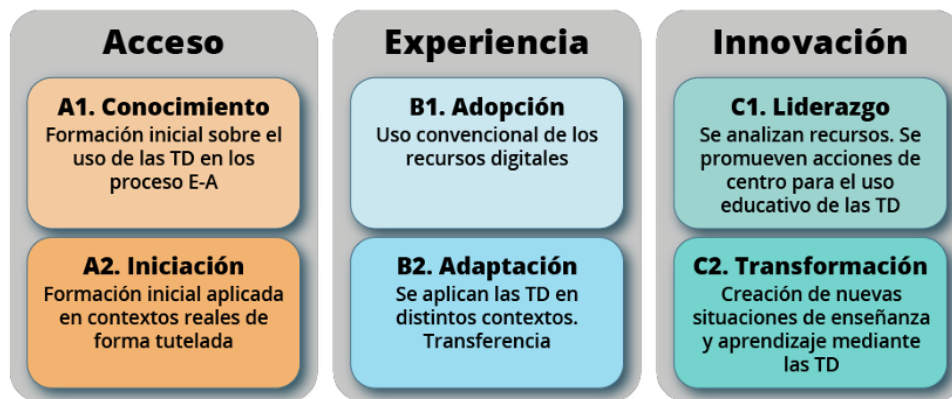 Acceso
A1. Conocimiento
Formación inicial sobre el
uso de las TD en los
proceso E-A
A2. Iniciación
Formación inicial aplicada
en contextos reales de
forma tutelada
Experiencia
B1. Adopción
Uso convencional de los
recursos digitales
B2. Adaptación
Se aplican las TD en
distintos contextos.
Transferencia
Innovación
C1. Liderazgo
Se analizan recursos. Se
promueven acciones de
centro para el uso
educativo de las TD
C2. Transformación
Creación de nuevas
situaciones de enseñanza
y aprendizaje mediante
las TD